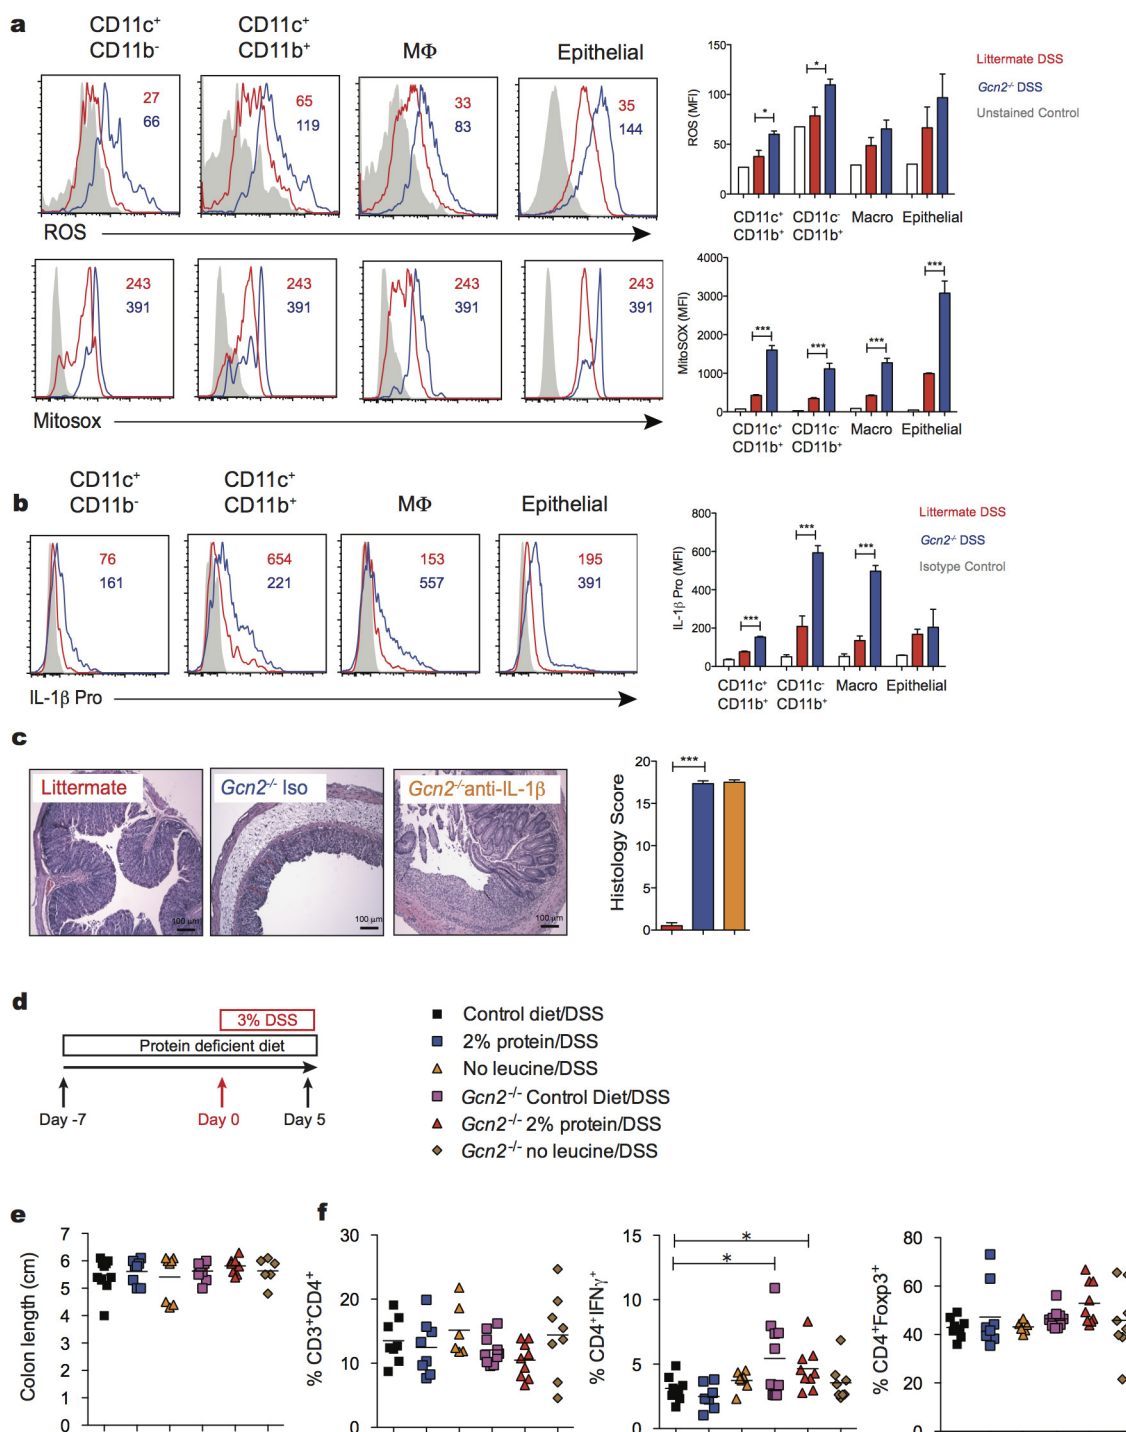 a
CD11c⁺
CD11b⁻
CD11c⁺
CD11b⁺
MΦ
Epithelial
27
66
65
119
33
83
35
144
ROS
243
391
243
391
243
391
243
391
Mitosox
150
100
50
0
ROS (MFI)
*
*
CD11c⁺
CD11b⁺
CD11c⁻
CD11b⁺
Macro
Epithelial
Littermate DSS
Gcn2⁻/⁻ DSS
Unstained Control
4000
3000
2000
1000
0
MitoSOX (MFI)
***
***
***
***
CD11c⁺
CD11b⁺
CD11c⁻
CD11b⁺
Macro
Epithelial
b
CD11c⁺
CD11b⁻
CD11c⁺
CD11b⁺
MΦ
Epithelial
76
161
654
221
153
557
195
391
IL-1β Pro
800
600
400
200
0
IL-1β Pro (MFI)
***
***
***
CD11c⁺
CD11b⁺
CD11c⁻
CD11b⁺
Macro
Epithelial
Littermate DSS
Gcn2⁻/⁻ DSS
Isotype Control
c
Littermate
100 µm
Gcn2⁻/⁻ Iso
100 µm
Gcn2⁻/⁻anti-IL-1β
100 µm
20
15
10
5
0
Histology Score
***
d
3% DSS
Protein deficient diet
Day -7
Day 0
Day 5
Control diet/DSS
2% protein/DSS
No leucine/DSS
Gcn2⁻/⁻ Control Diet/DSS
Gcn2⁻/⁻ 2% protein/DSS
Gcn2⁻/⁻ no leucine/DSS
e
7
6
5
4
3
2
1
0
Colon length (cm)
f
30
20
10
0
% CD3⁺CD4⁺
15
10
5
0
% CD4⁺IFNγ⁺
*
*
80
60
40
20
0
% CD4⁺Foxp3⁺